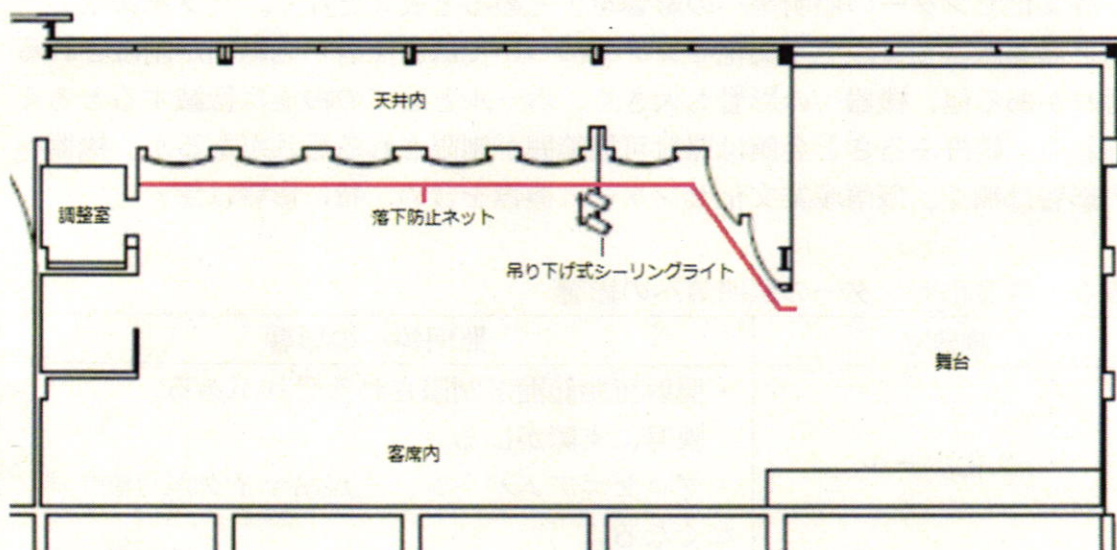 天井内
調整室
落下防止ネット
吊り下げ式シーリングライト
舞台
客席内